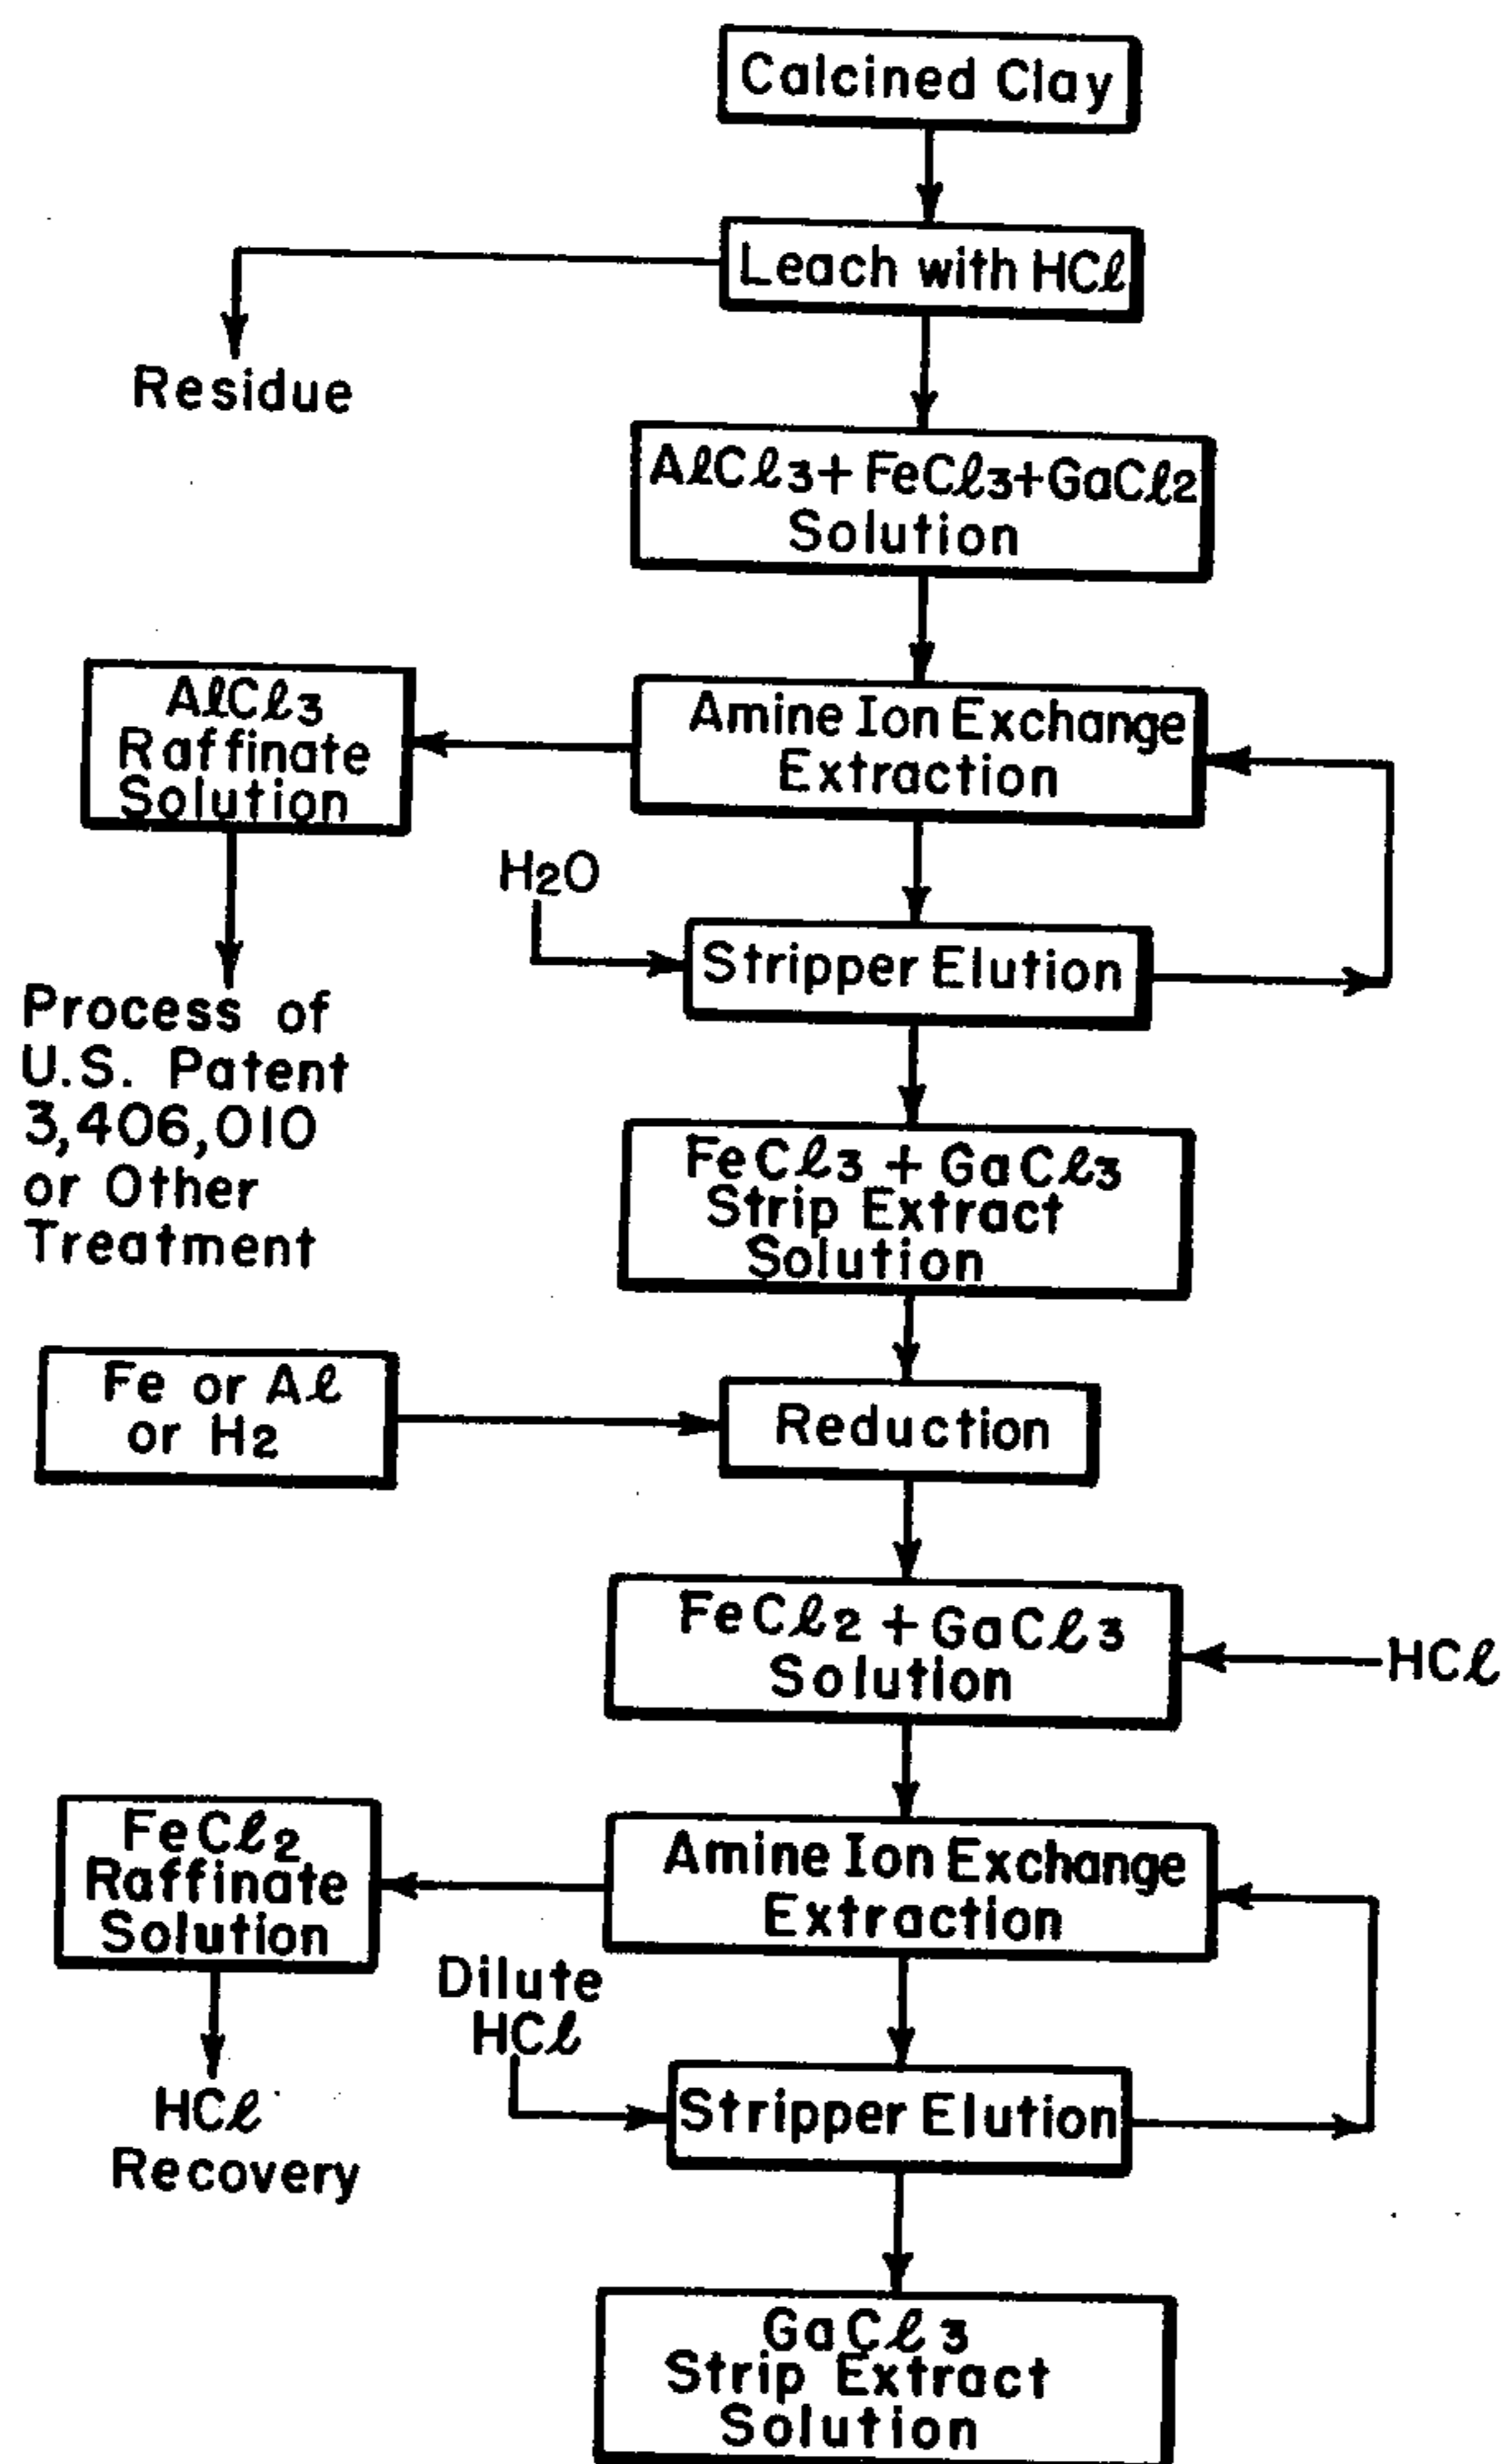 Calcined Clay
Leach with HCl
Residue
AlCl3 + FeCl3 + GaCl2
Solution
Amine Ion Exchange
Extraction
AlCl3
Raffinate
Solution
H2O
Stripper Elution
Process of
U.S. Patent
3,406,010
or Other
Treatment
FeCl3 + GaCl3
Strip Extract
Solution
Fe or Al
or H2
Reduction
FeCl2 + GaCl3
Solution
HCl
Amine Ion Exchange
Extraction
FeCl2
Raffinate
Solution
Dilute
HCl
Stripper Elution
HCl
Recovery
GaCl3
Strip Extract
Solution